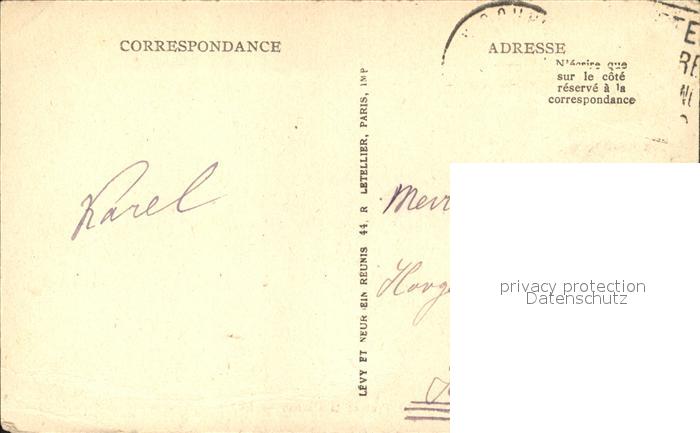 CORRESPONDANCE
ADRESSE
N'écrire que
sur le côté
réservé à la
correspondance
LÉVY ET NEURDEIN RÉUNIS 44, R LETELLIER, PARIS, IMP
Karel
privacy protection
Datenschutz